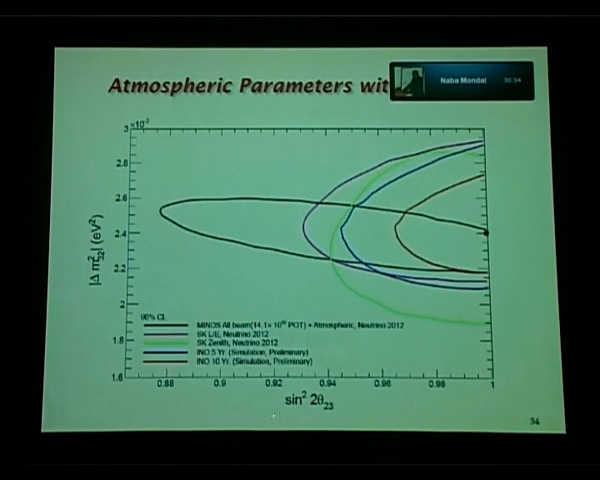 Atmospheric Parameters wit
Naba Mondal 30:34
×10⁻³
3
2.8
2.6
2.4
2.2
2
1.8
1.6
|Δ m²₃₂| (eV²)
90% CL
MINOS All beam(14.1× 10²⁰ POT) + Atmospheric, Neutrino 2012
SK L/E, Neutrino 2012
SK Zenith, Neutrino 2012
INO 5 Yr. (Simulation, Preliminary)
INO 10 Yr. (Simulation, Preliminary)
0.88 0.9 0.92 0.94 0.96 0.98 1
sin² 2θ₂₃
34